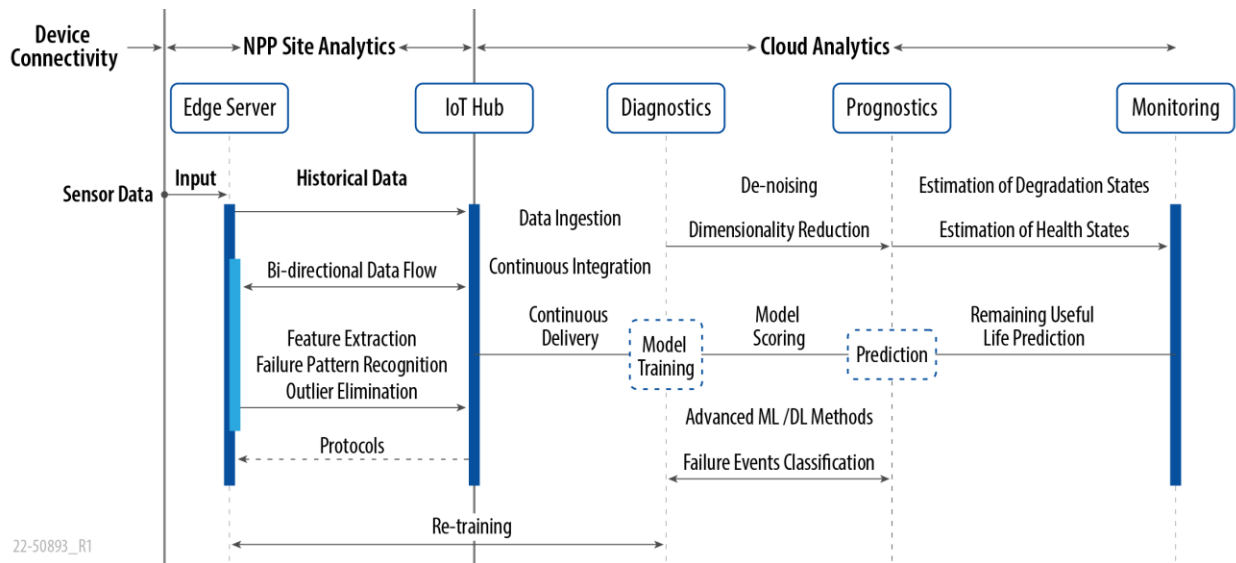 Device
Connectivity
NPP Site Analytics
Cloud Analytics
Edge Server
IoT Hub
Diagnostics
Prognostics
Monitoring
Sensor Data
Input
Historical Data
De-noising
Estimation of Degradation States
Data Ingestion
Dimensionality Reduction
Estimation of Health States
Bi-directional Data Flow
Continuous Integration
Continuous
Delivery
Model
Scoring
Remaining Useful
Life Prediction
Feature Extraction
Failure Pattern Recognition
Outlier Elimination
Model
Training
Prediction
Advanced ML /DL Methods
Protocols
Failure Events Classification
Re-training
22-50893_R1